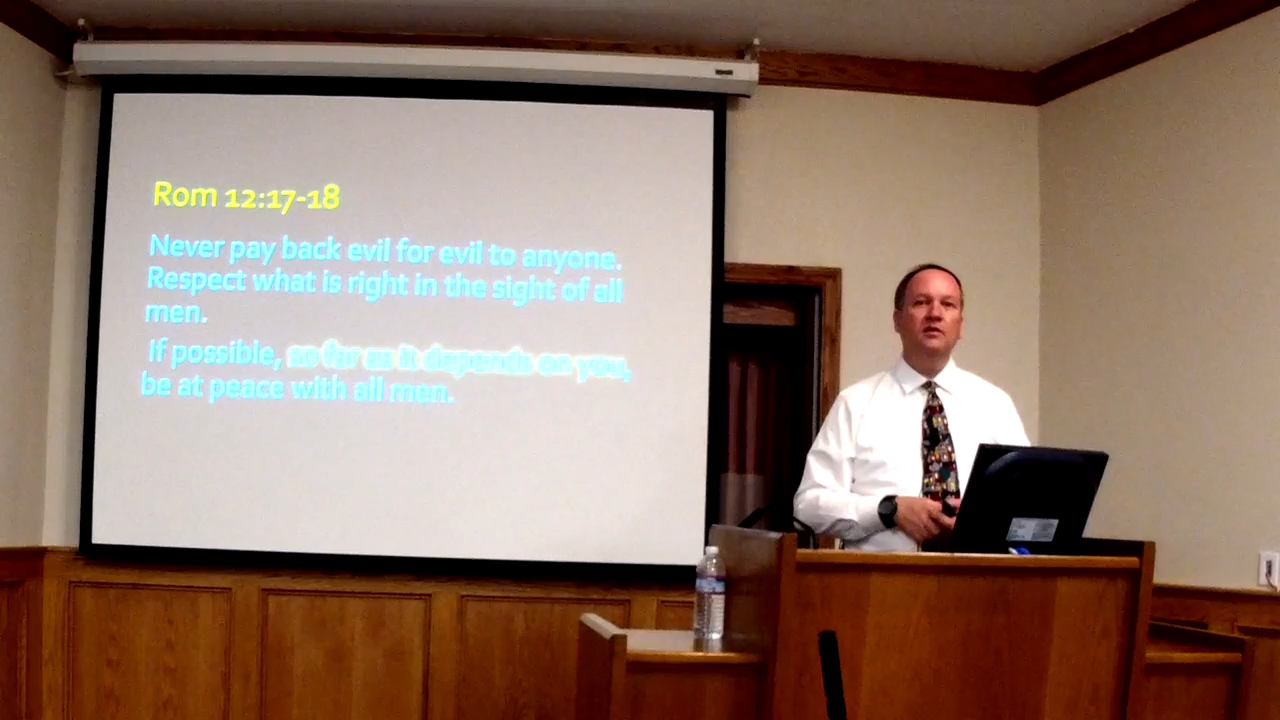 Rom 12:17-18
Never pay back evil for evil to anyone.
Respect what is right in the sight of all
men.
If possible, so far as it depends on you,
be at peace with all men.